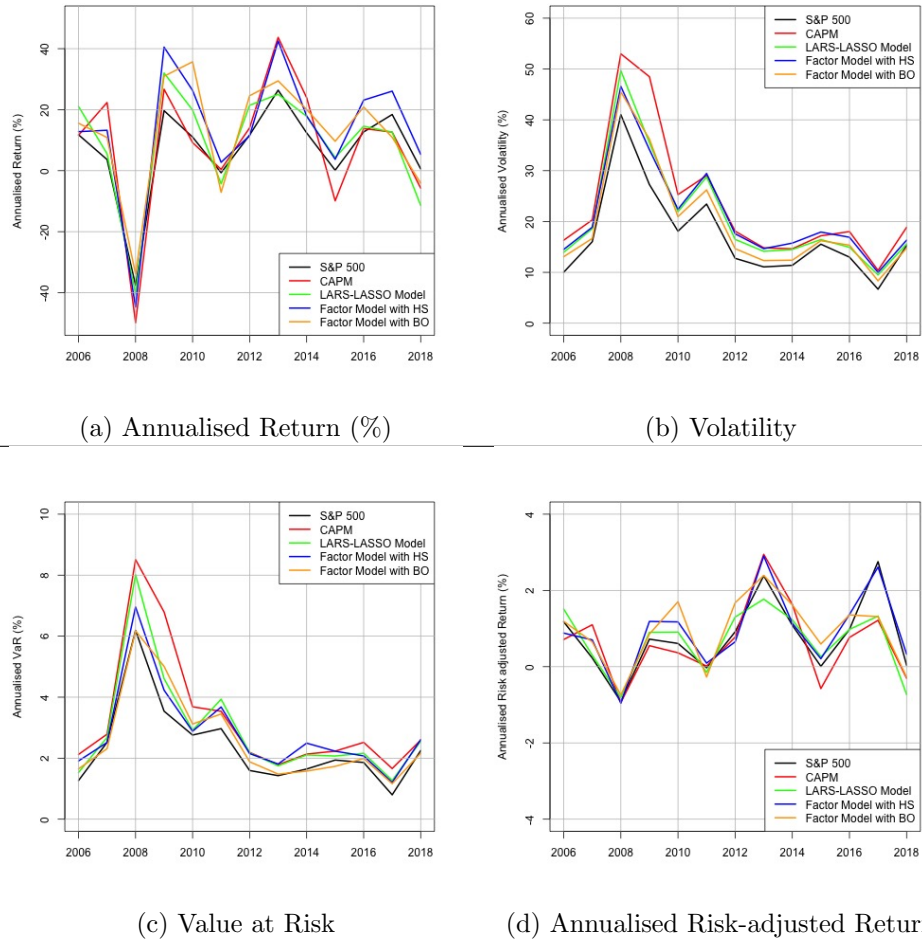 Annualised Return (%)
40
20
0
20
40
S&P 500
CAPM
LARS-LASSO Model
Factor Model with HS
Factor Model with BO
2006 2008 2010 2012 2014 2016 2018
(a) Annualised Return (%)
Annualised Volatility (%)
60
50
40
30
20
10
0
S&P 500
CAPM
LARS-LASSO Model
Factor Model with HS
Factor Model with BO
2006 2008 2010 2012 2014 2016 2018
(b) Volatility
Annualised VaR (%)
10
8
6
4
2
0
S&P 500
CAPM
LARS-LASSO Model
Factor Model with HS
Factor Model with BO
2006 2008 2010 2012 2014 2016 2018
(c) Value at Risk
Annualised Risk adjusted Return (%)
4
2
0
-2
-4
S&P 500
CAPM
LARS-LASSO Model
Factor Model with HS
Factor Model with BO
2006 2008 2010 2012 2014 2016 2018
(d) Annualised Risk-adjusted Retur